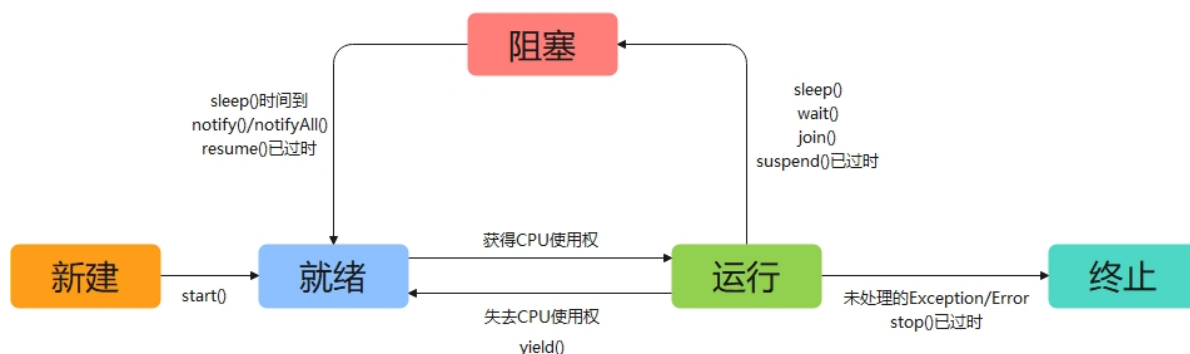 阻塞
sleep()时间到
notify()/notifyAll()
resume()已过时
sleep()
wait()
join()
suspend()已过时
新建
start()
就绪
获得CPU使用权
失去CPU使用权
yield()
运行
未处理的Exception/Error
stop()已过时
终止